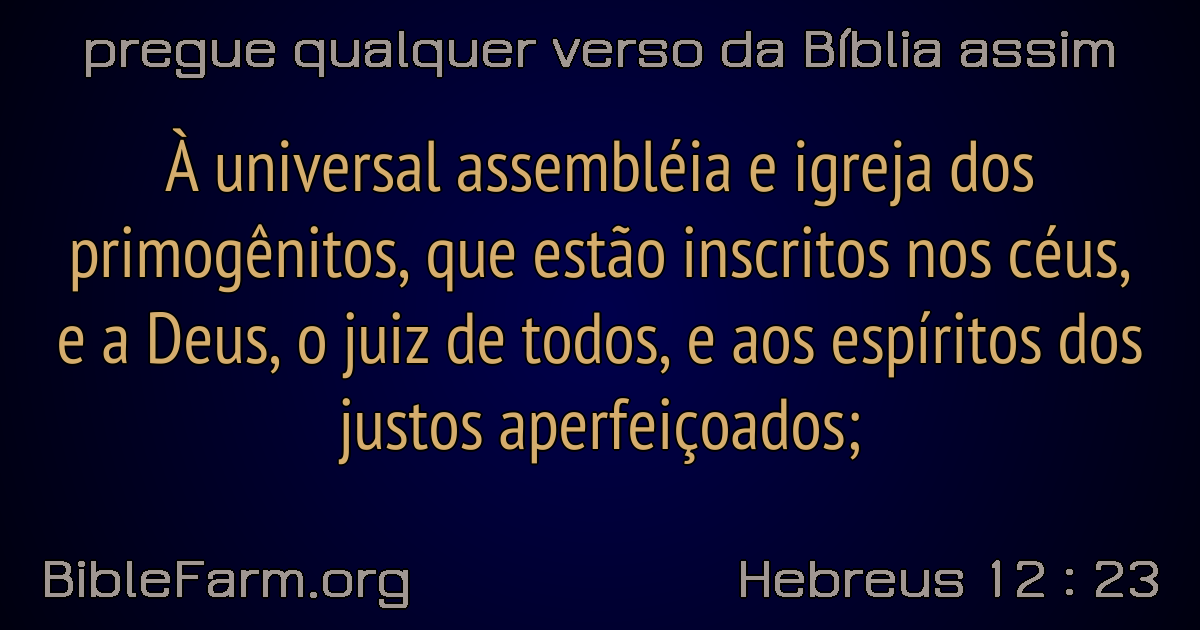 pregue qualquer verso da Bíblia assim
À universal assembléia e igreja dos
primogênitos, que estão inscritos nos céus,
e a Deus, o juiz de todos, e aos espíritos dos
justos aperfeiçoados;
BibleFarm.org
Hebreus 12 : 23